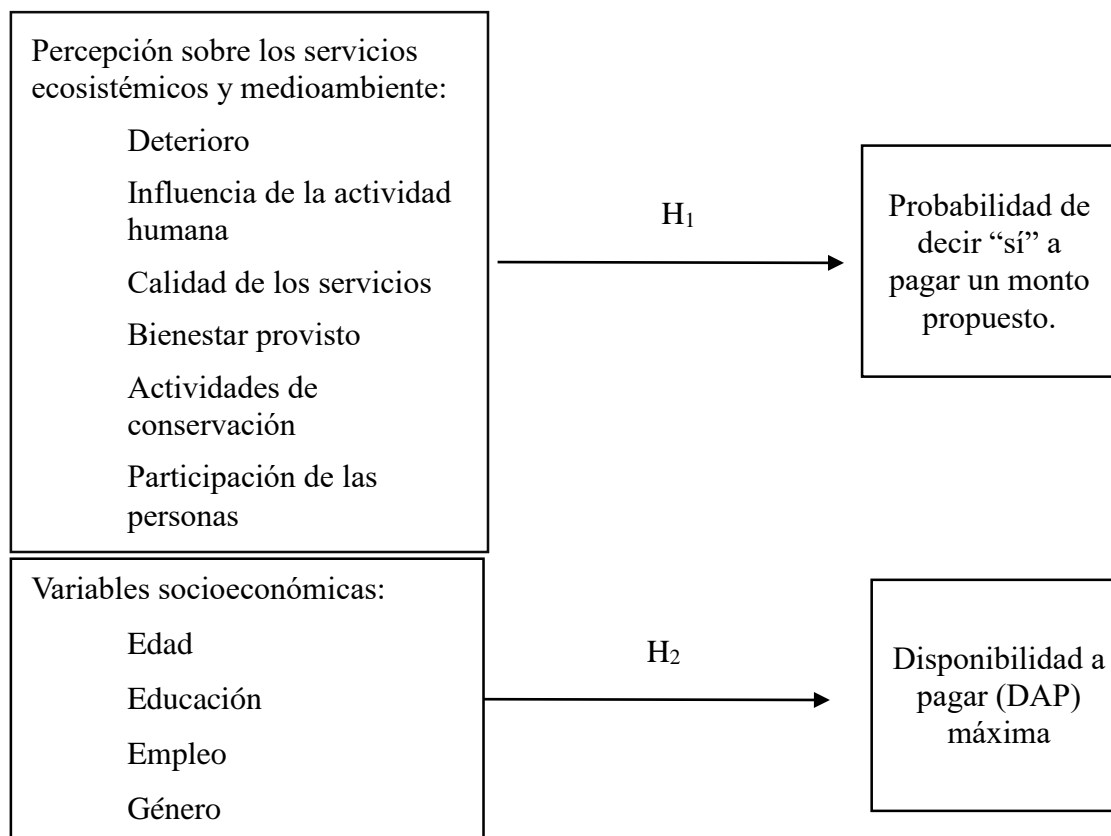 Percepción sobre los servicios
ecosistémicos y medioambiente:
Deterioro
Influencia de la actividad
humana
Calidad de los servicios
Bienestar provisto
Actividades de
conservación
Participación de las
personas
H₁
Probabilidad de
decir “sí” a
pagar un monto
propuesto.
Variables socioeconómicas:
Edad
Educación
Empleo
Género
H₂
Disponibilidad a
pagar (DAP)
máxima